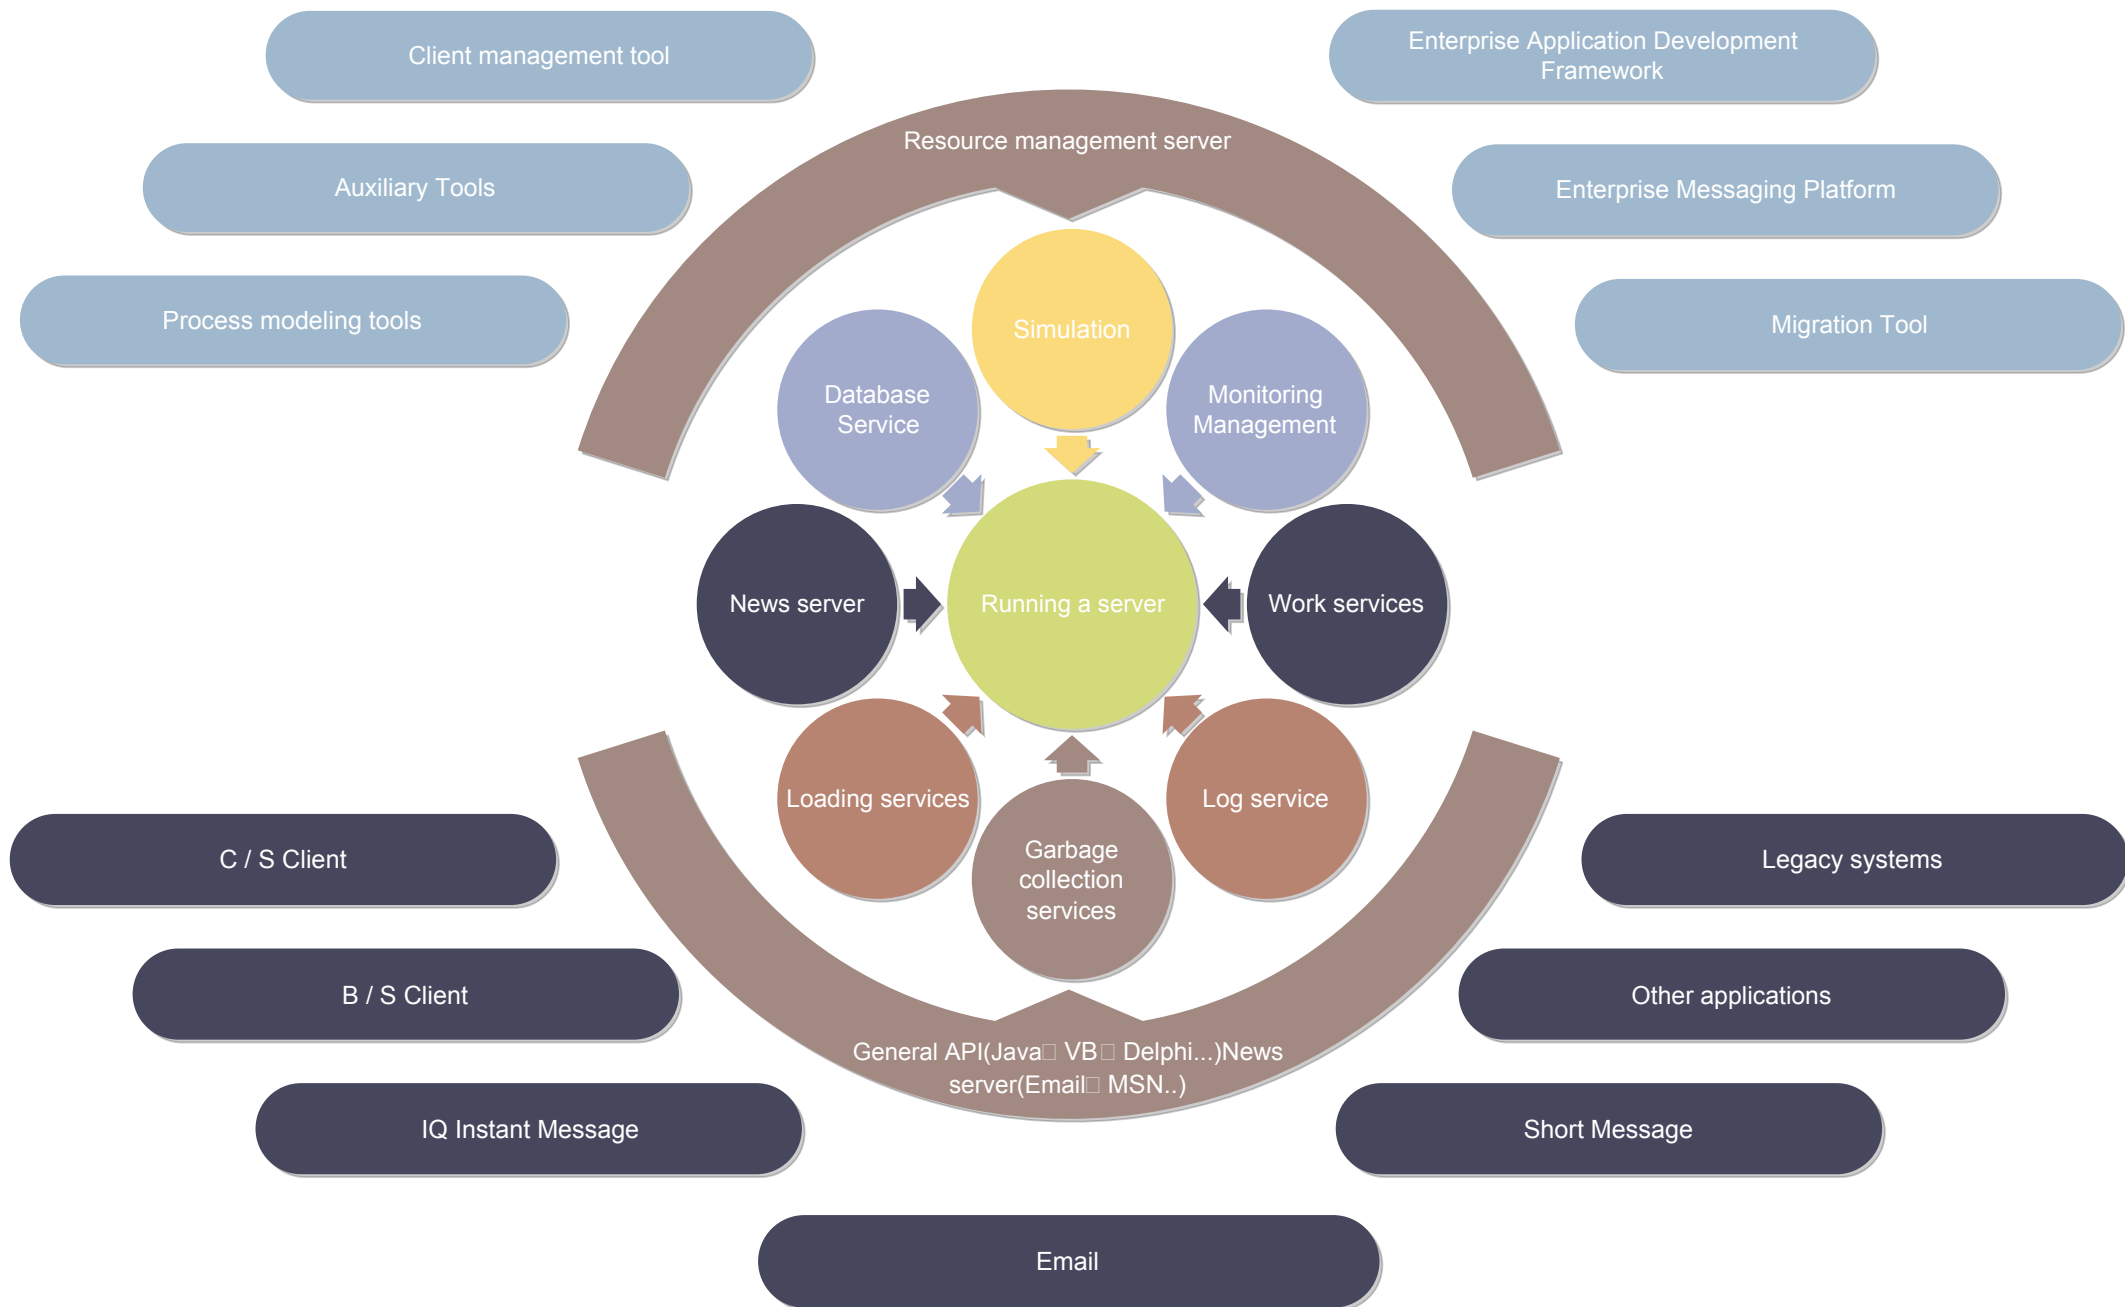 Client management tool
Enterprise Application Development
Framework
Resource management server
Auxiliary Tools
Enterprise Messaging Platform
Process modeling tools
Migration Tool
Simulation
Database
Service
Monitoring
Management
News server
Running a server
Work services
Loading services
Log service
Garbage
collection
services
C / S Client
Legacy systems
B / S Client
Other applications
General API(Java□ VB□ Delphi...)News
server(Email□ MSN..)
IQ Instant Message
Short Message
Email